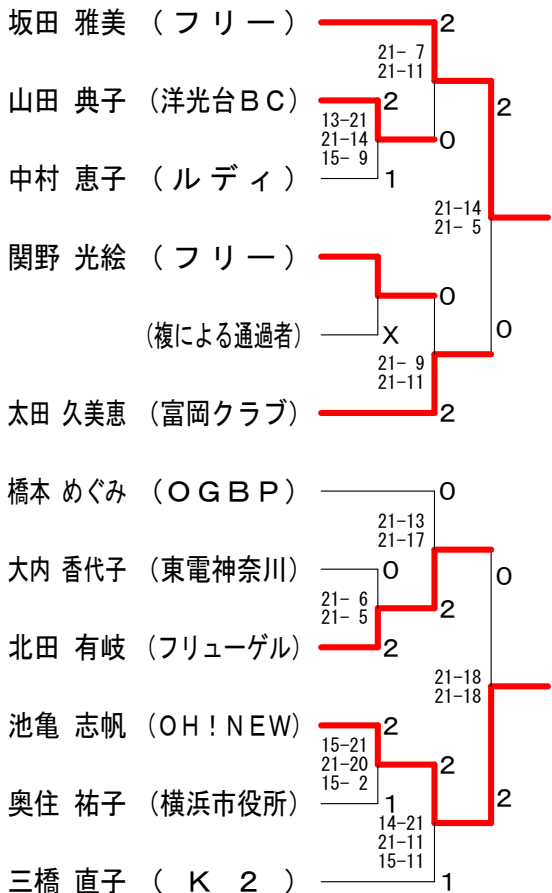 坂田 雅美 (フリー) 2
21- 7
21-11
山田 典子 (洋光台BC) 2
2
13-21
21-14
15- 9
0
中村 恵子 (ルディ) 1
21-14
21- 5
関野 光絵 (フリー)
0
(複による通過者) X
0
21- 9
21-11
太田 久美恵 (富岡クラブ) 2
橋本 めぐみ (OGBP) 0
21-13
21-17
大内 香代子 (東電神奈川) 0
0
21- 6
21- 5
2
北田 有岐 (フリューゲル) 2
21-18
21-18
池亀 志帆 (OH!NEW) 2
15-21
21-20
15- 2
2
奥住 祐子 (横浜市役所) 1
2
14-21
21-11
15-11
三橋 直子 (K2) 1